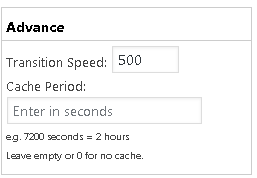 Advance
Transition Speed: 500
Cache Period:
Enter in seconds
e.g. 7200 seconds = 2 hours
Leave empty or 0 for no cache.